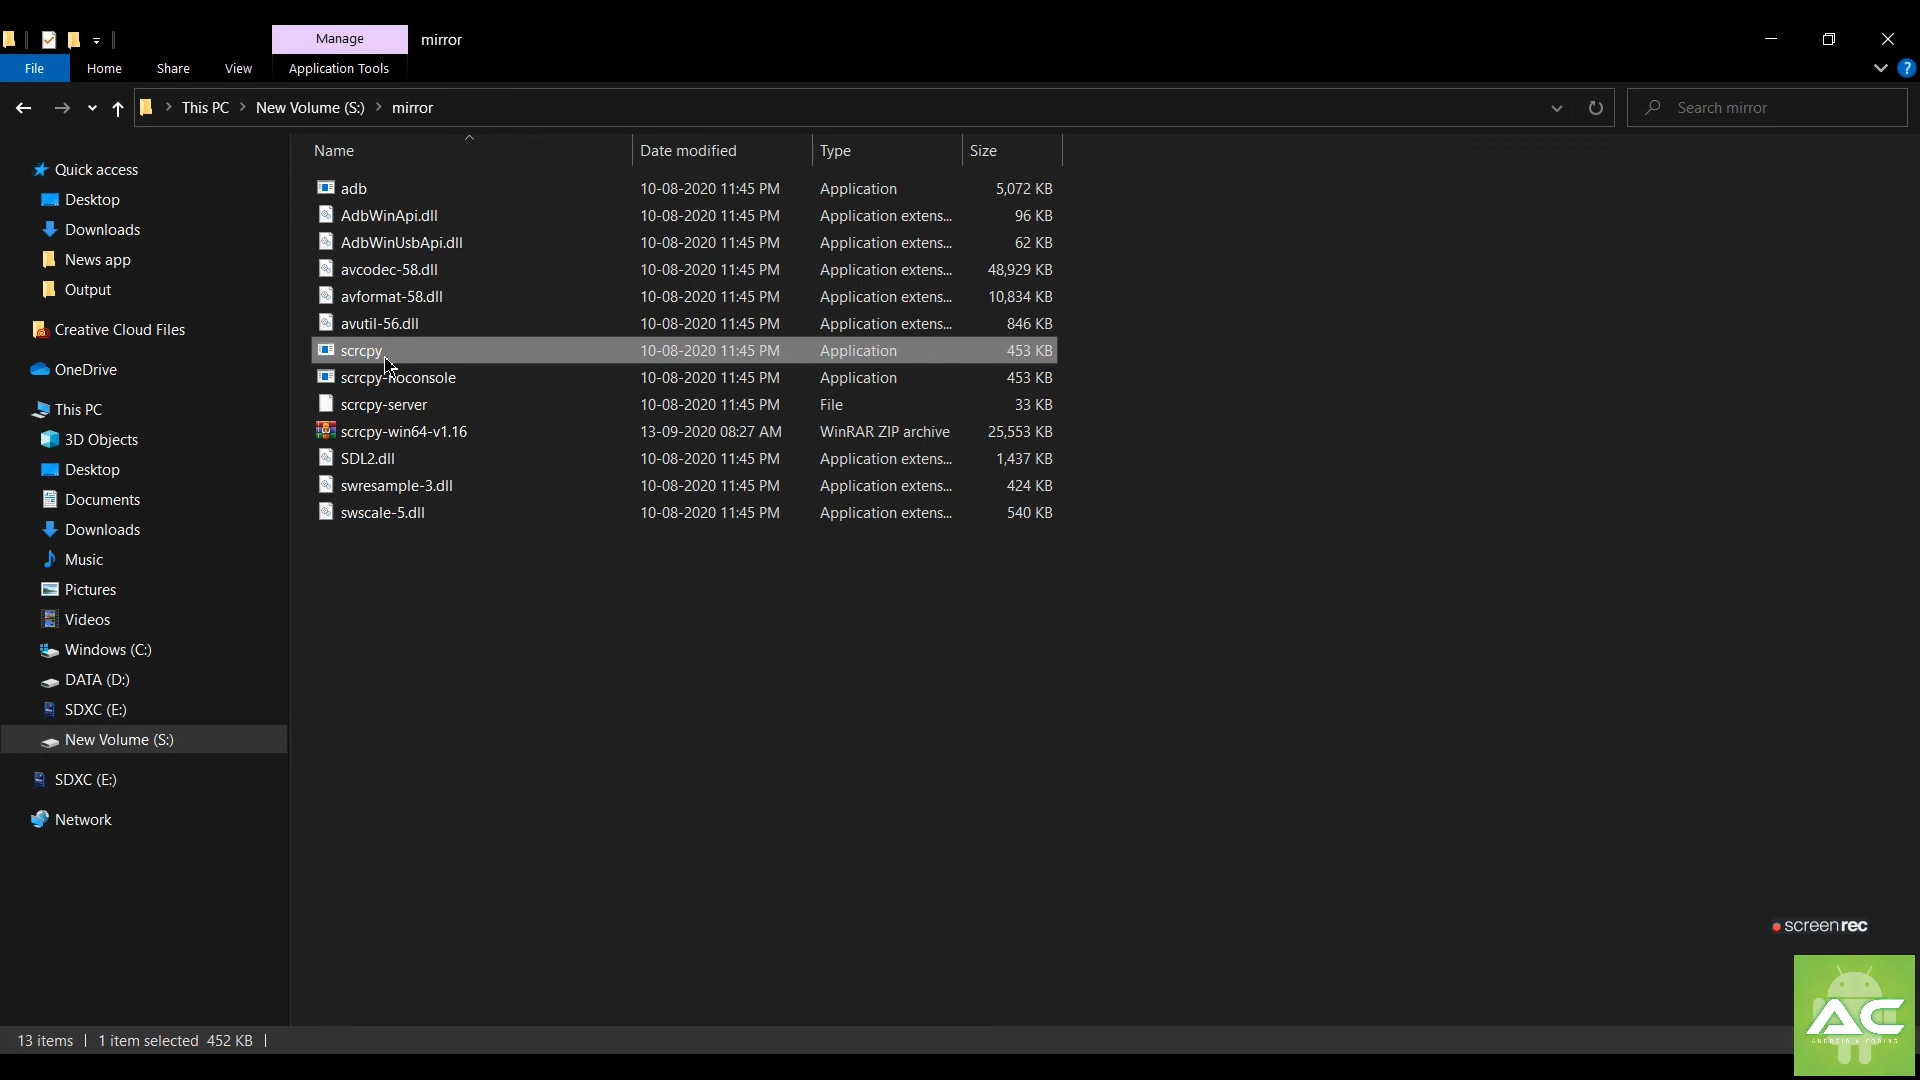 Manage
mirror
File
Home
Share
View
Application Tools
?
This PC > New Volume (S:) > mirror
Search mirror
Name
Date modified
Type
Size
Quick access
Desktop
Downloads
News app
Output
Creative Cloud Files
OneDrive
This PC
3D Objects
Desktop
Documents
Downloads
Music
Pictures
Videos
Windows (C:)
DATA (D:)
SDXC (E:)
New Volume (S:)
SDXC (E:)
Network
adb 10-08-2020 11:45 PM Application 5,072 KB
AdbWinApi.dll 10-08-2020 11:45 PM Application extens... 96 KB
AdbWinUsbApi.dll 10-08-2020 11:45 PM Application extens... 62 KB
avcodec-58.dll 10-08-2020 11:45 PM Application extens... 48,929 KB
avformat-58.dll 10-08-2020 11:45 PM Application extens... 10,834 KB
avutil-56.dll 10-08-2020 11:45 PM Application extens... 846 KB
scrcpy 10-08-2020 11:45 PM Application 453 KB
scrcpy-noconsole 10-08-2020 11:45 PM Application 453 KB
scrcpy-server 10-08-2020 11:45 PM File 33 KB
scrcpy-win64-v1.16 13-09-2020 08:27 AM WinRAR ZIP archive 25,553 KB
SDL2.dll 10-08-2020 11:45 PM Application extens... 1,437 KB
swresample-3.dll 10-08-2020 11:45 PM Application extens... 424 KB
swscale-5.dll 10-08-2020 11:45 PM Application extens... 540 KB
screenrec
AC
ANDROID & CODING
13 items | 1 item selected 452 KB |